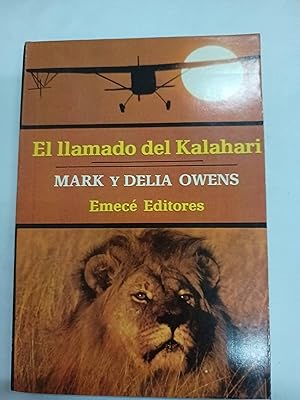 El llamado del Kalahari
MARK Y DELIA OWENS
Emecé Editores